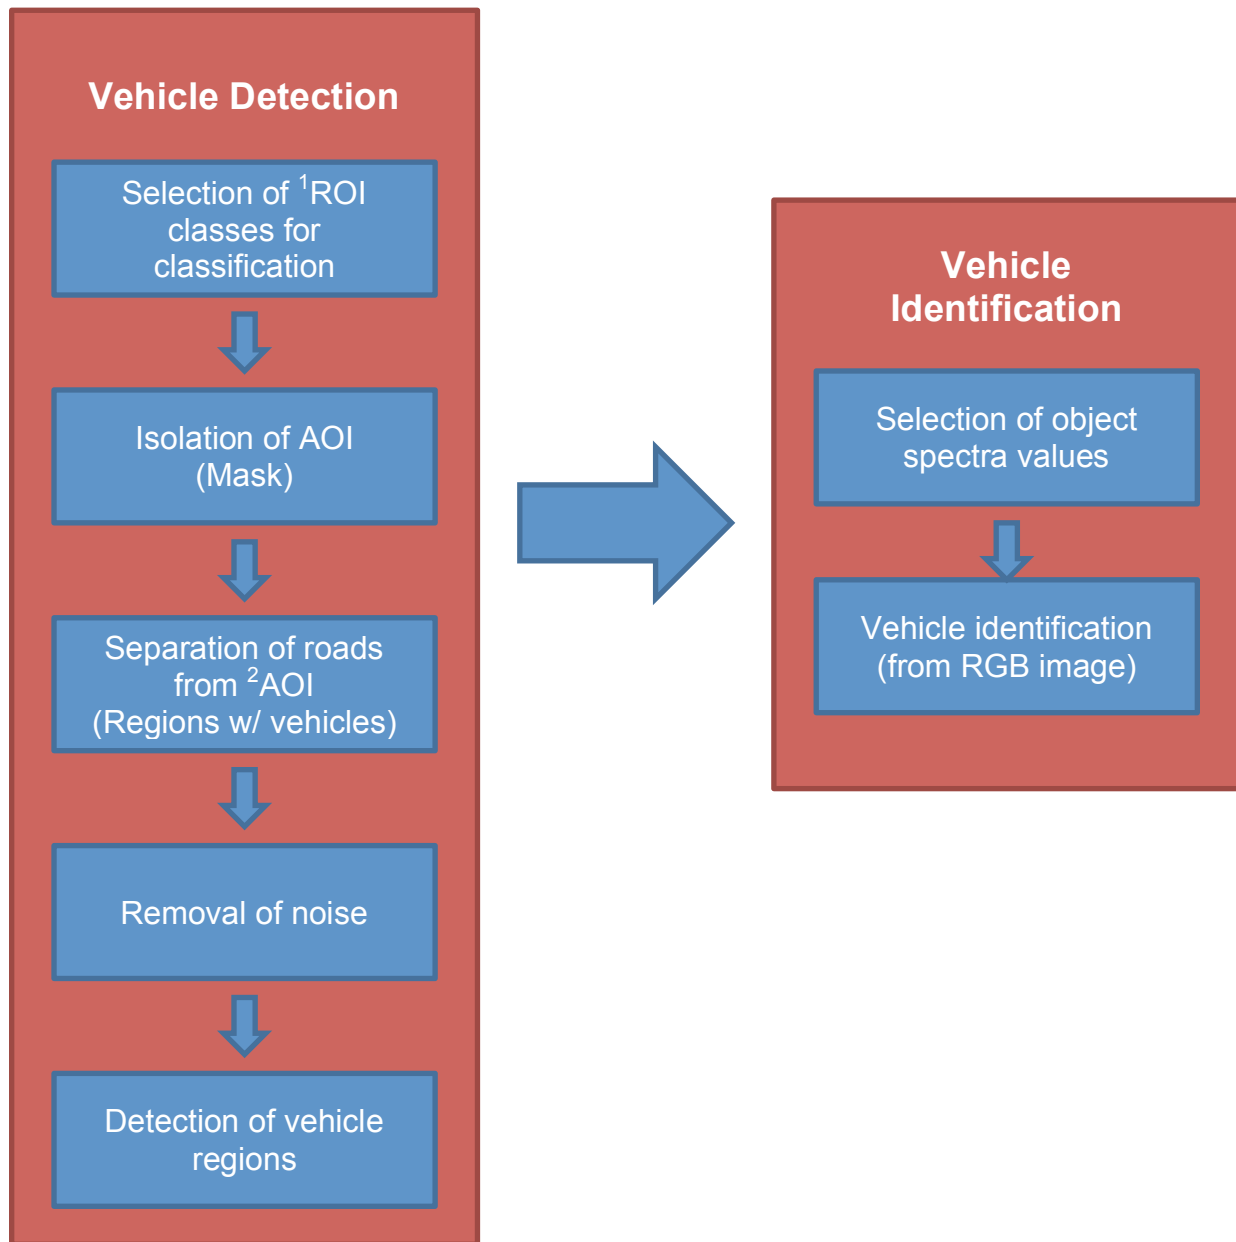 Vehicle Detection
Selection of ¹ROI
classes for
classification
Isolation of AOI
(Mask)
Separation of roads
from ²AOI
(Regions w/ vehicles)
Removal of noise
Detection of vehicle
regions
Vehicle
Identification
Selection of object
spectra values
Vehicle identification
(from RGB image)